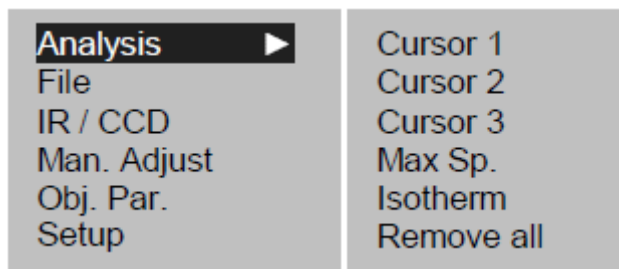 Analysis
File
IR / CCD
Man. Adjust
Obj. Par.
Setup
Cursor 1
Cursor 2
Cursor 3
Max Sp.
Isotherm
Remove all